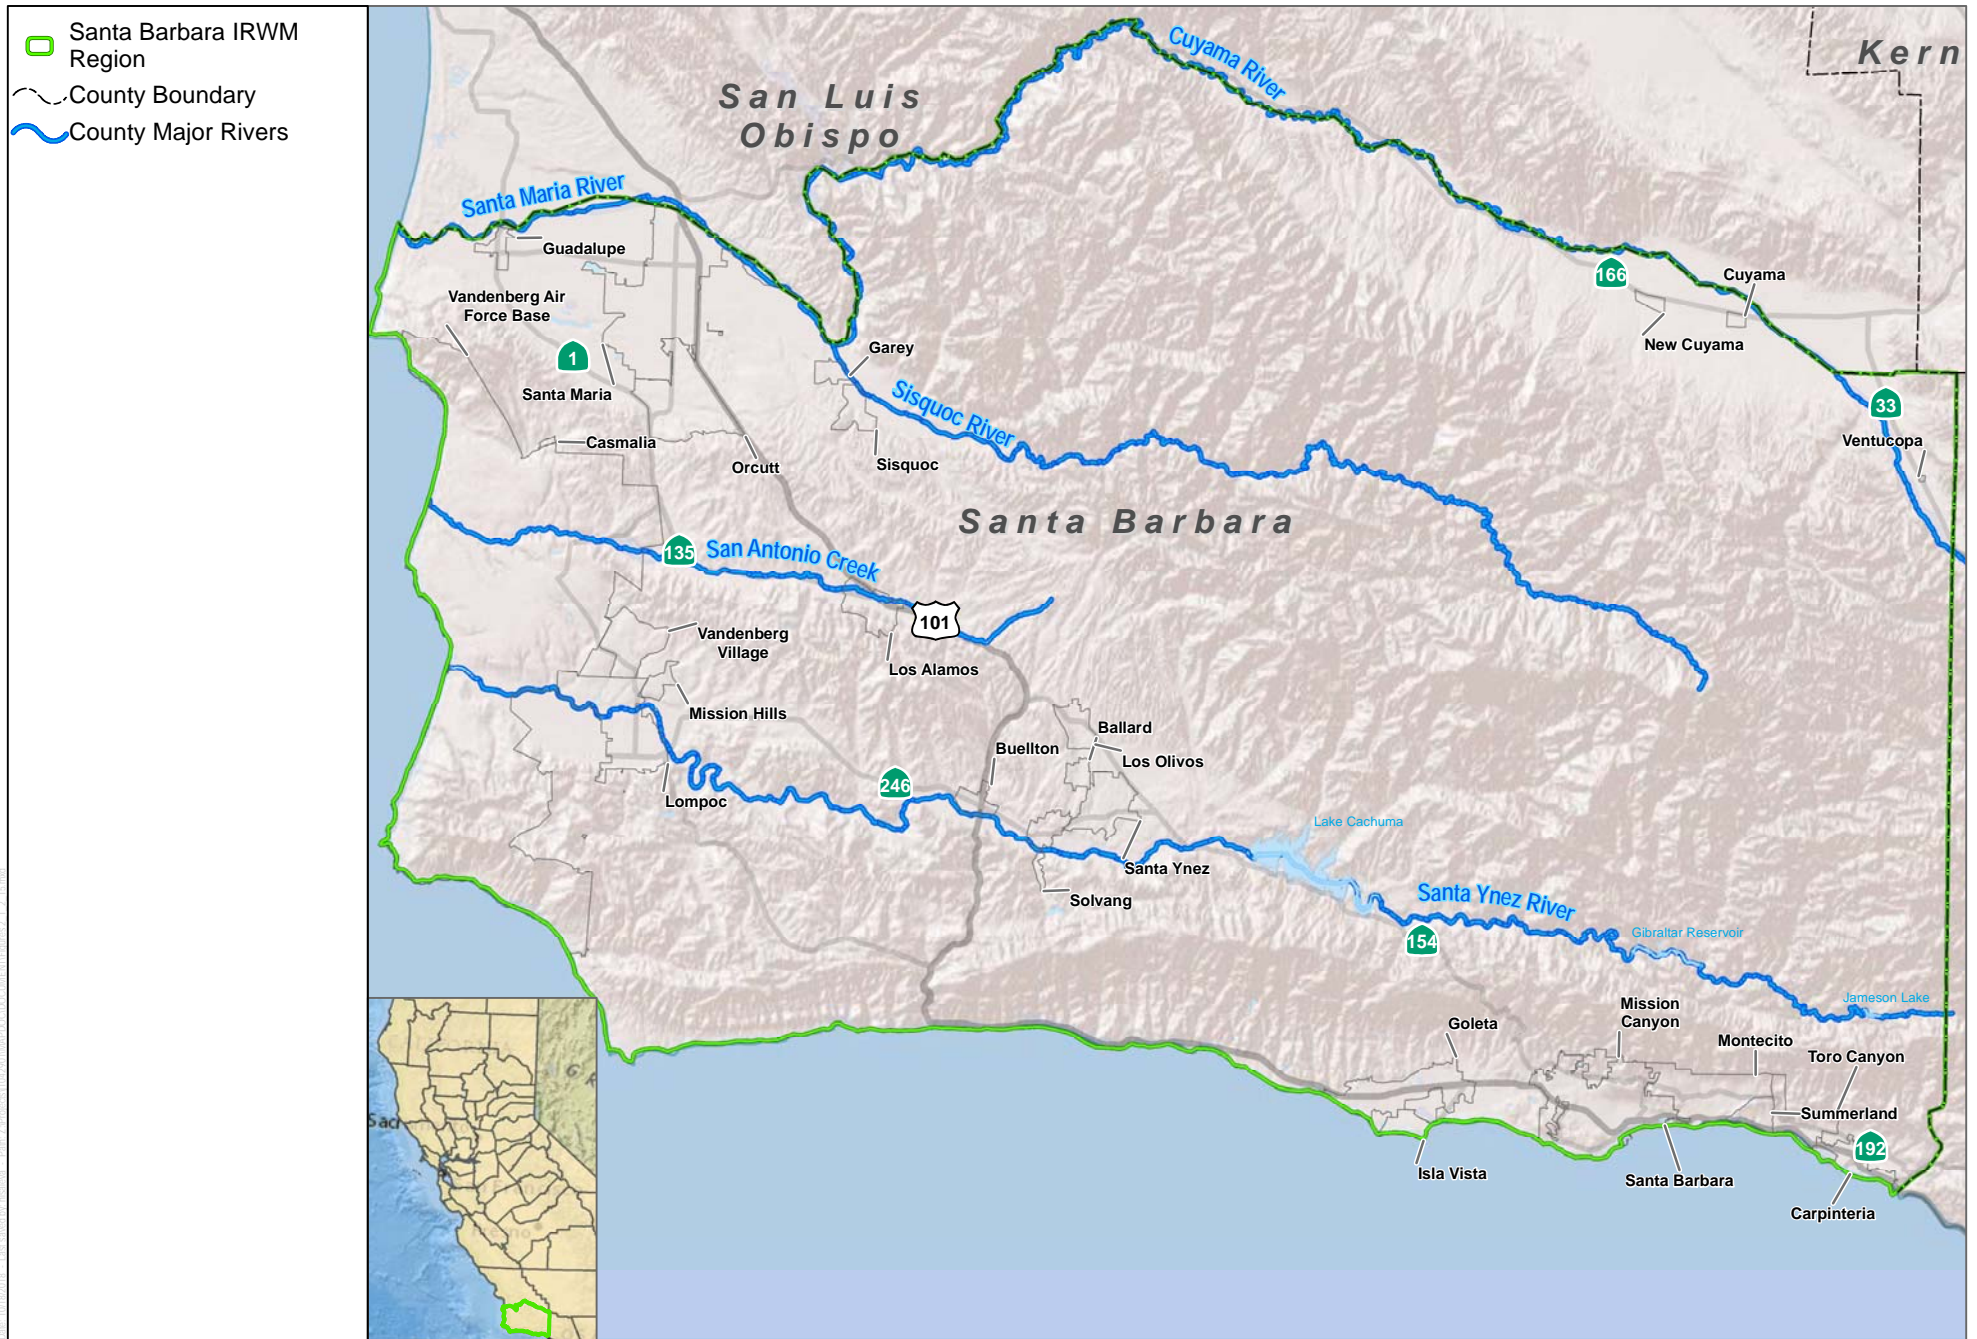 Santa Barbara IRWM
Region
County Boundary
County Major Rivers
Kern
Cuyama River
San Luis
Obispo
Santa Maria River
Guadalupe
166
Cuyama
Vandenberg Air
Force Base
New Cuyama
1
Garey
Santa Maria
Sisquoc River
33
Ventucopa
Casmalia
Orcutt
Sisquoc
Santa Barbara
135
San Antonio Creek
101
Vandenberg
Village
Los Alamos
Mission Hills
Ballard
Buellton
Los Olivos
246
Lompoc
Lake Cachuma
Santa Ynez
Solvang
Santa Ynez River
154
Gibraltar Reservoir
Jameson Lake
Mission
Canyon
Goleta
Montecito
Toro Canyon
Summerland
192
Isla Vista
Santa Barbara
Carpinteria